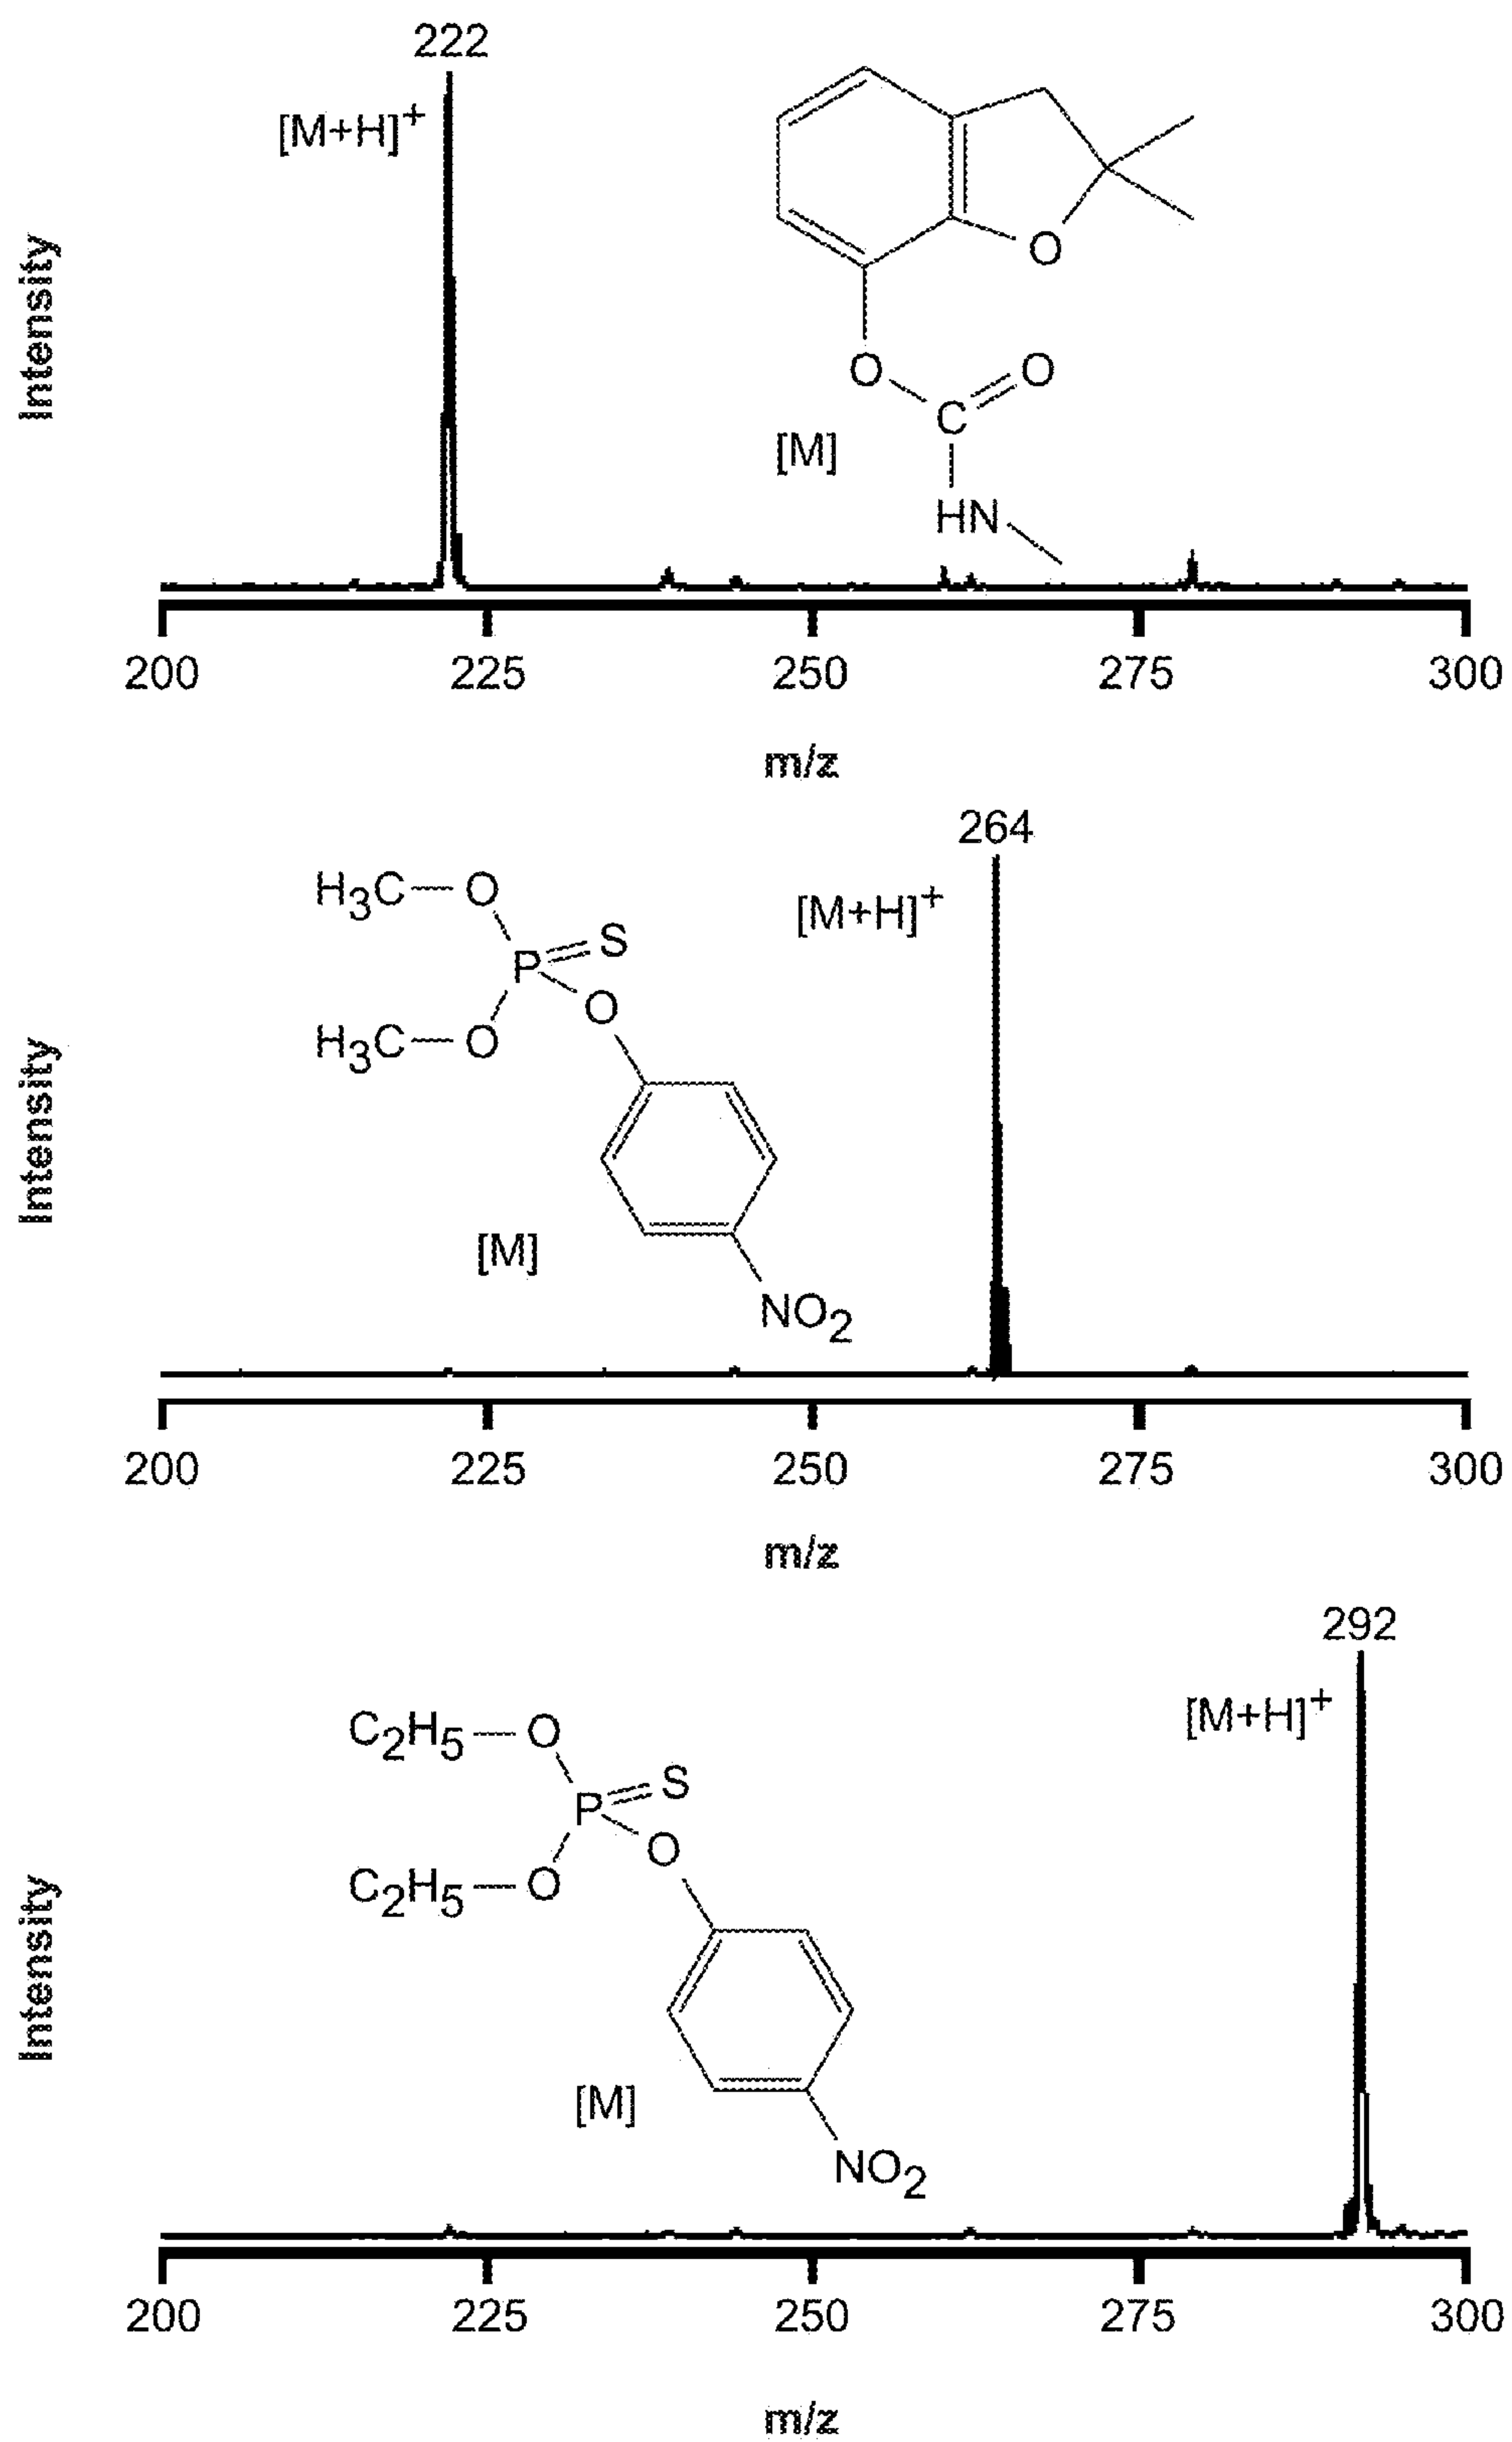 222
[M+H]+
O
O O
C
[M]
HN
Intensity
200 225 250 275 300
m/z
264
[M+H]+
H3C O
S
P
O
H3C O
[M]
NO2
Intensity
200 225 250 275 300
m/z
292
[M+H]+
C2H5 O
S
P
O
C2H5 O
[M]
NO2
Intensity
200 225 250 275 300
m/z